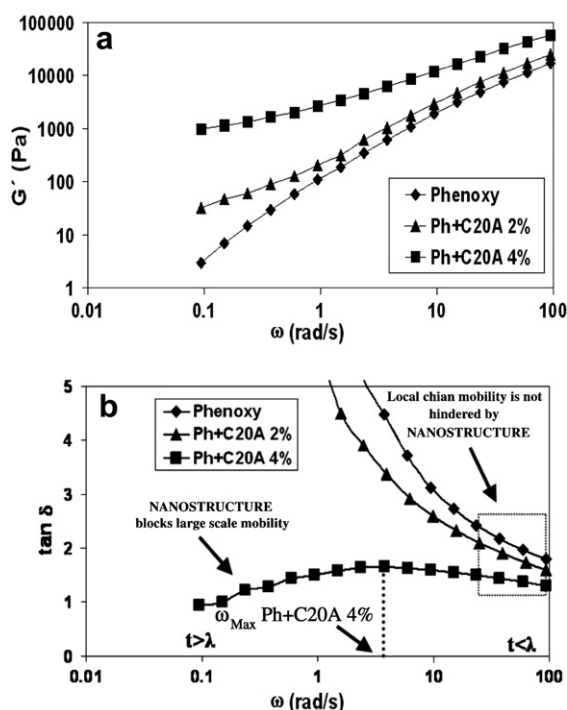 a
100000
10000
1000
100
10
1
G´ (Pa)
Phenoxy
Ph+C20A 2%
Ph+C20A 4%
0.01 0.1 1 10 100
ω (rad/s)
b
5
4
3
2
1
0
tan δ
Phenoxy
Ph+C20A 2%
Ph+C20A 4%
Local chian mobility is not
hindered by
NANOSTRUCTURE
NANOSTRUCTURE
blocks large scale mobility
ωMax Ph+C20A 4%
t>λ t<λ
0.01 0.1 1 10 100
ω (rad/s)